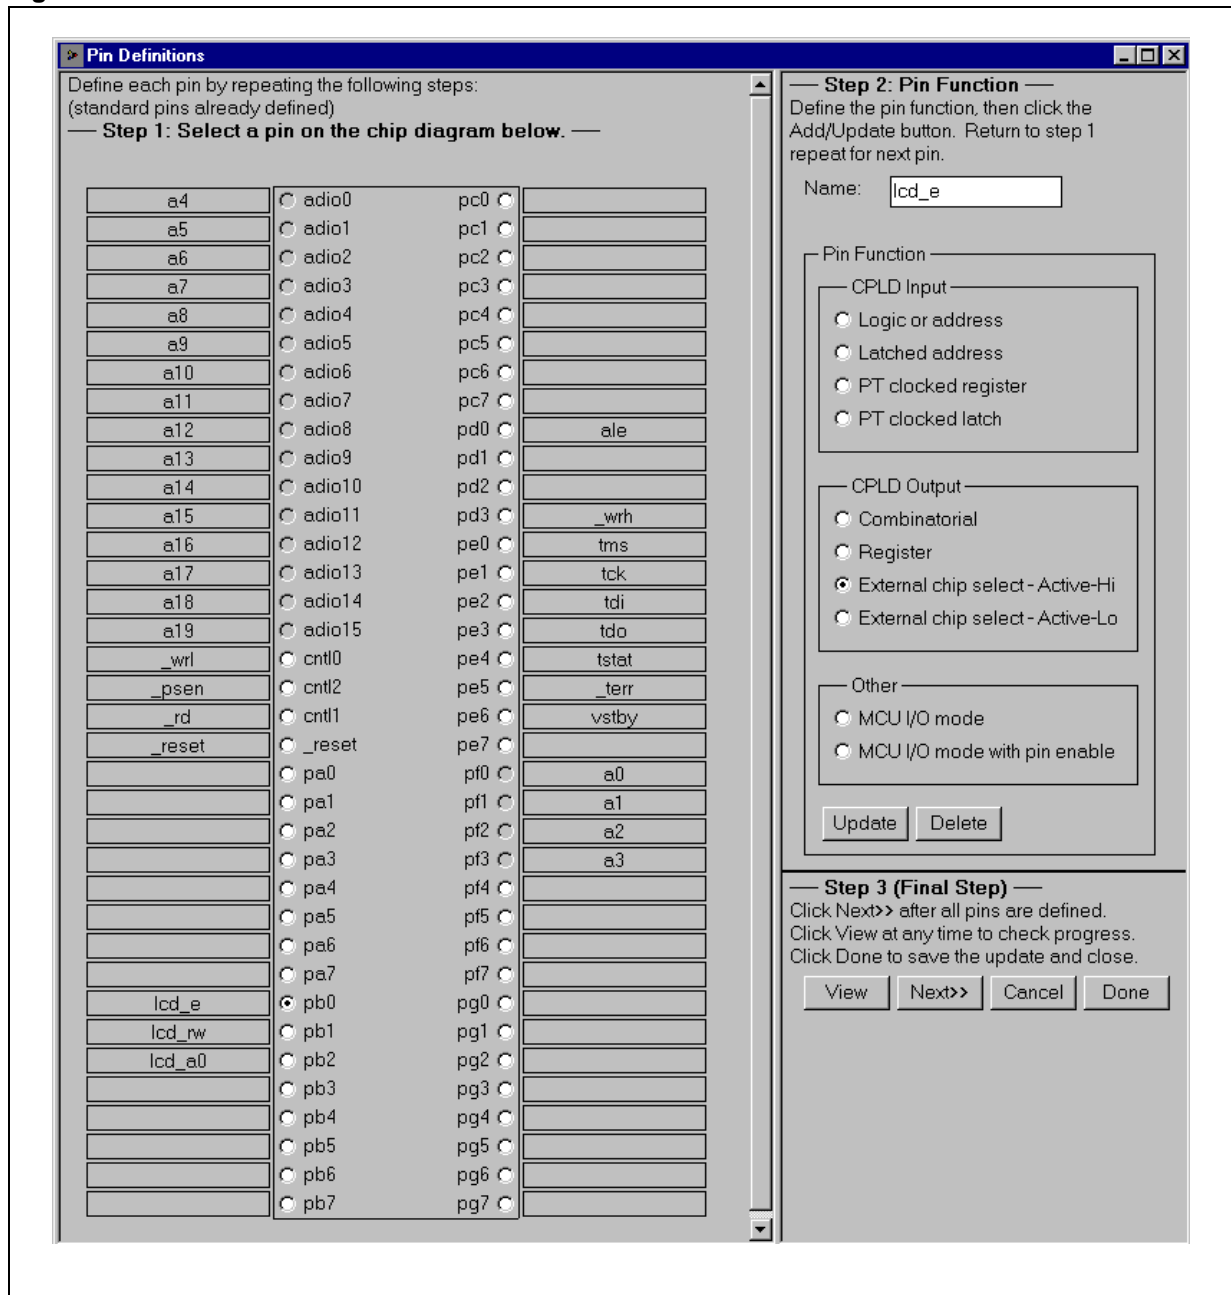 Pin Definitions
Define each pin by repeating the following steps:
(standard pins already defined)
Step 1: Select a pin on the chip diagram below.
a4 adio0 pc0
a5 adio1 pc1
a6 adio2 pc2
a7 adio3 pc3
a8 adio4 pc4
a9 adio5 pc5
a10 adio6 pc6
a11 adio7 pc7
a12 adio8 pd0 ale
a13 adio9 pd1
a14 adio10 pd2
a15 adio11 pd3 _wrh
a16 adio12 pe0 tms
a17 adio13 pe1 tck
a18 adio14 pe2 tdi
a19 adio15 pe3 tdo
_wrl cntl0 pe4 tstat
_psen cntl2 pe5 _terr
_rd cntl1 pe6 vstby
_reset _reset pe7
pa0 pf0 a0
pa1 pf1 a1
pa2 pf2 a2
pa3 pf3 a3
pa4 pf4
pa5 pf5
pa6 pf6
pa7 pf7
lcd_e pb0 pg0
lcd_rw pb1 pg1
lcd_a0 pb2 pg2
pb3 pg3
pb4 pg4
pb5 pg5
pb6 pg6
pb7 pg7
Step 2: Pin Function
Define the pin function, then click the
Add/Update button. Return to step 1
repeat for next pin.
Name: lcd_e
Pin Function
CPLD Input
Logic or address
Latched address
PT clocked register
PT clocked latch
CPLD Output
Combinatorial
Register
External chip select - Active-Hi
External chip select - Active-Lo
Other
MCU I/O mode
MCU I/O mode with pin enable
Update Delete
Step 3 (Final Step)
Click Next>> after all pins are defined.
Click View at any time to check progress.
Click Done to save the update and close.
View Next>> Cancel Done